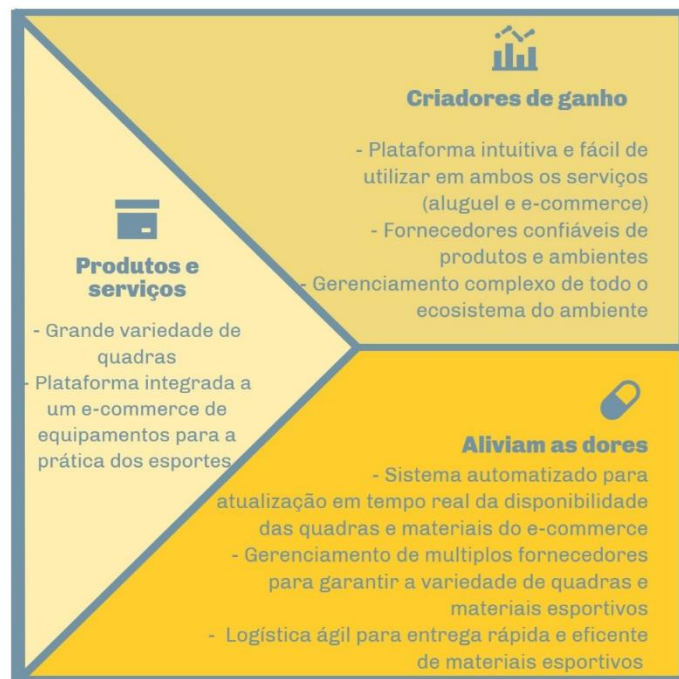 Criadores de ganho
- Plataforma intuitiva e fácil de
utilizar em ambos os serviços
(aluguel e e-commerce)
- Fornecedores confiáveis de
produtos e ambientes
- Gerenciamento complexo de todo o
ecosistema do ambiente
Produtos e
serviços
- Grande variedade de
quadras
- Plataforma integrada a
um e-commerce de
equipamentos para a
prática dos esportes
Aliviam as dores
- Sistema automatizado para
atualização em tempo real da disponibilidade
das quadras e materiais do e-commerce
- Gerenciamento de multiplos fornecedores
para garantir a variedade de quadras e
materiais esportivos
- Logística ágil para entrega rápida e eficente
de materiais esportivos